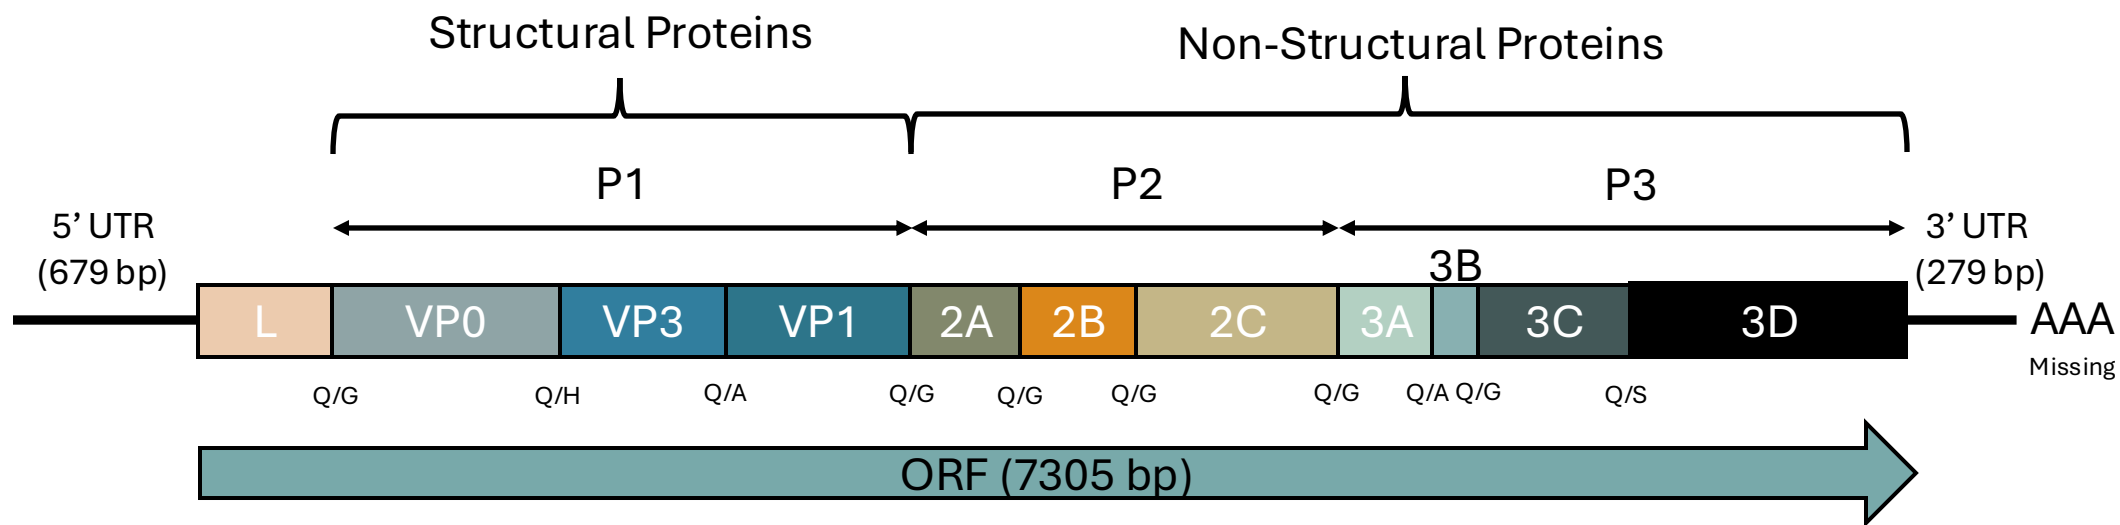 Structural Proteins
Non-Structural Proteins
P1
P2
P3
5’ UTR
(679 bp)
3’ UTR
(279 bp)
3B
L
VP0
VP3
VP1
2A
2B
2C
3A
3C
3D
AAA
Missing
Q/G
Q/H
Q/A
Q/G
Q/G
Q/G
Q/G
Q/A
Q/G
Q/S
ORF (7305 bp)